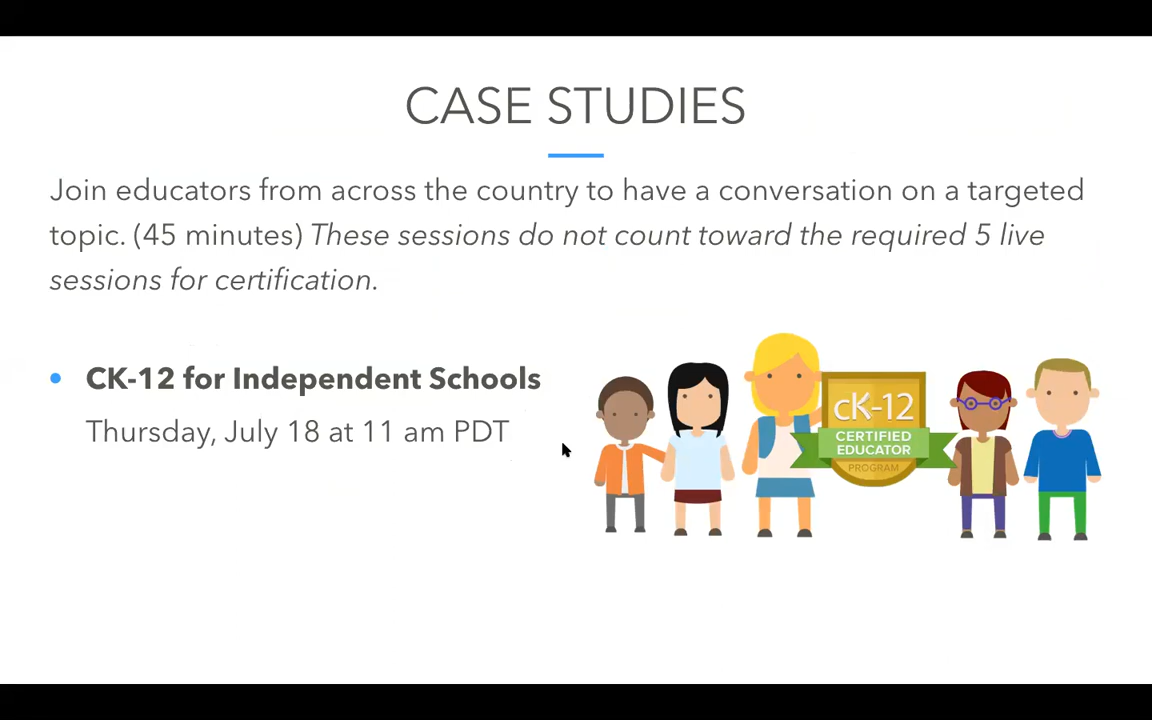 CASE STUDIES
Join educators from across the country to have a conversation on a targeted
topic. (45 minutes) These sessions do not count toward the required 5 live
sessions for certification.
• CK-12 for Independent Schools
Thursday, July 18 at 11 am PDT
cK-12
CERTIFIED
EDUCATOR
PROGRAM